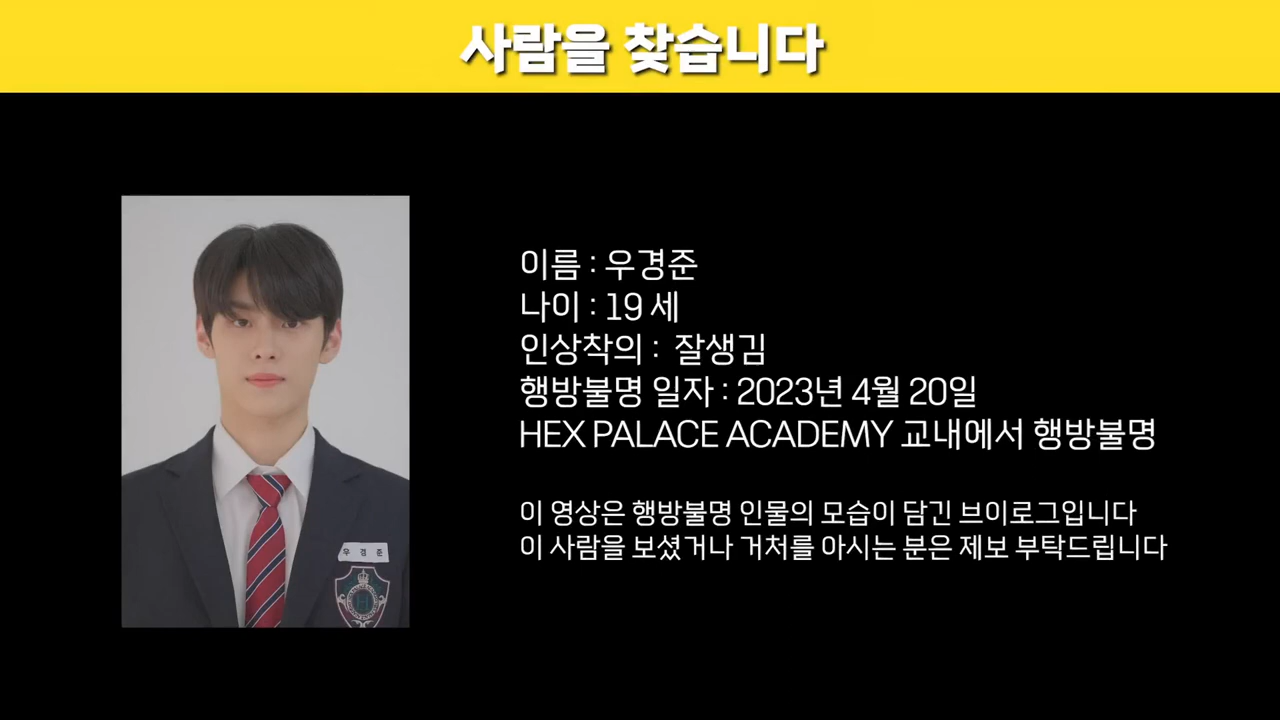 사람을 찾습니다
이름 : 우경준
나이 : 19 세
인상착의 : 잘생김
행방불명 일자 : 2023년 4월 20일
HEX PALACE ACADEMY 교내에서 행방불명
이 영상은 행방불명 인물의 모습이 담긴 브이로그입니다
이 사람을 보셨거나 거처를 아시는 분은 제보 부탁드립니다
우 경 준
H